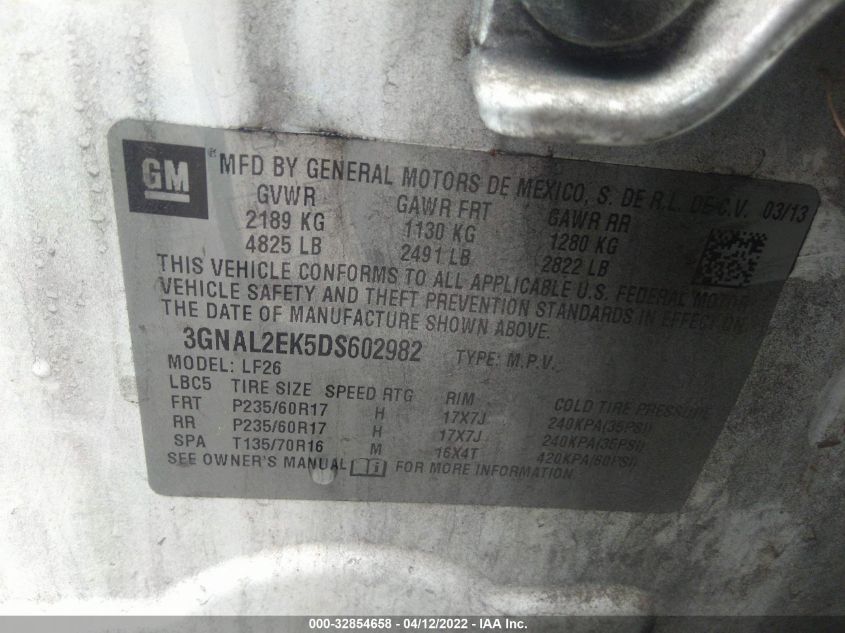 GM ® MFD BY GENERAL MOTORS DE MEXICO, S. DE R.L. DE C.V. 03/13
GVWR GAWR FRT GAWR RR
2189 KG 1130 KG 1280 KG
4825 LB 2491 LB 2822 LB
THIS VEHICLE CONFORMS TO ALL APPLICABLE U.S. FEDERAL MOTOR
VEHICLE SAFETY AND THEFT PREVENTION STANDARDS IN EFFECT ON
THE DATE OF MANUFACTURE SHOWN ABOVE.
3GNAL2EK5DS602982 TYPE: M.P.V.
MODEL: LF26
LBC5 TIRE SIZE SPEED RTG RIM COLD TIRE PRESSURE
FRT P235/60R17 H 17X7J 240KPA(35PSI)
RR P235/60R17 H 17X7J 240KPA(35PSI)
SPA T135/70R16 M 16X4T 420KPA(60PSI)
SEE OWNER'S MANUAL FOR MORE INFORMATION
000-32854658 - 04/12/2022 - IAA Inc.